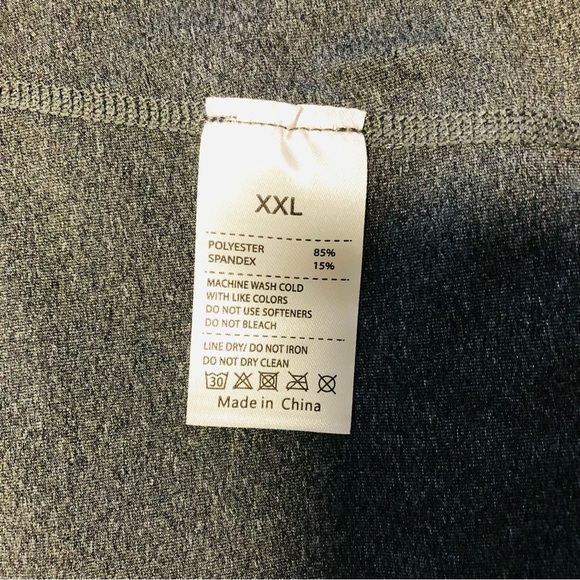 XXL
POLYESTER 85%
SPANDEX 15%
MACHINE WASH COLD
WITH LIKE COLORS
DO NOT USE SOFTENERS
DO NOT BLEACH
LINE DRY/ DO NOT IRON
DO NOT DRY CLEAN
30
Made in China